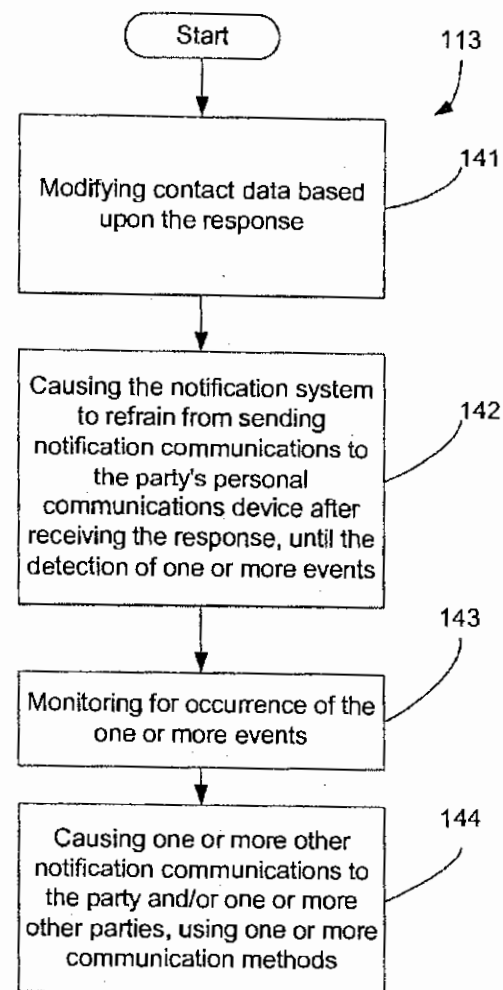 Start
113
141
Modifying contact data based
upon the response
142
Causing the notification system
to refrain from sending
notification communications to
the party's personal
communications device after
receiving the response, until the
detection of one or more events
143
Monitoring for occurrence of the
one or more events
144
Causing one or more other
notification communications to
the party and/or one or more
other parties, using one or more
communication methods